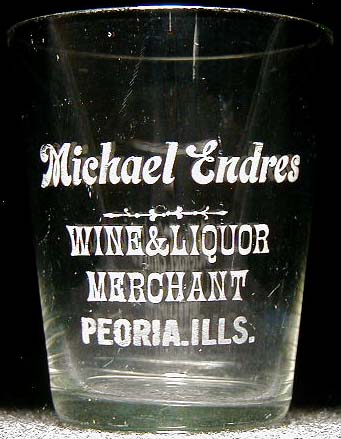 Michael Endres
WINE & LIQUOR
MERCHANT
PEORIA. ILLS.